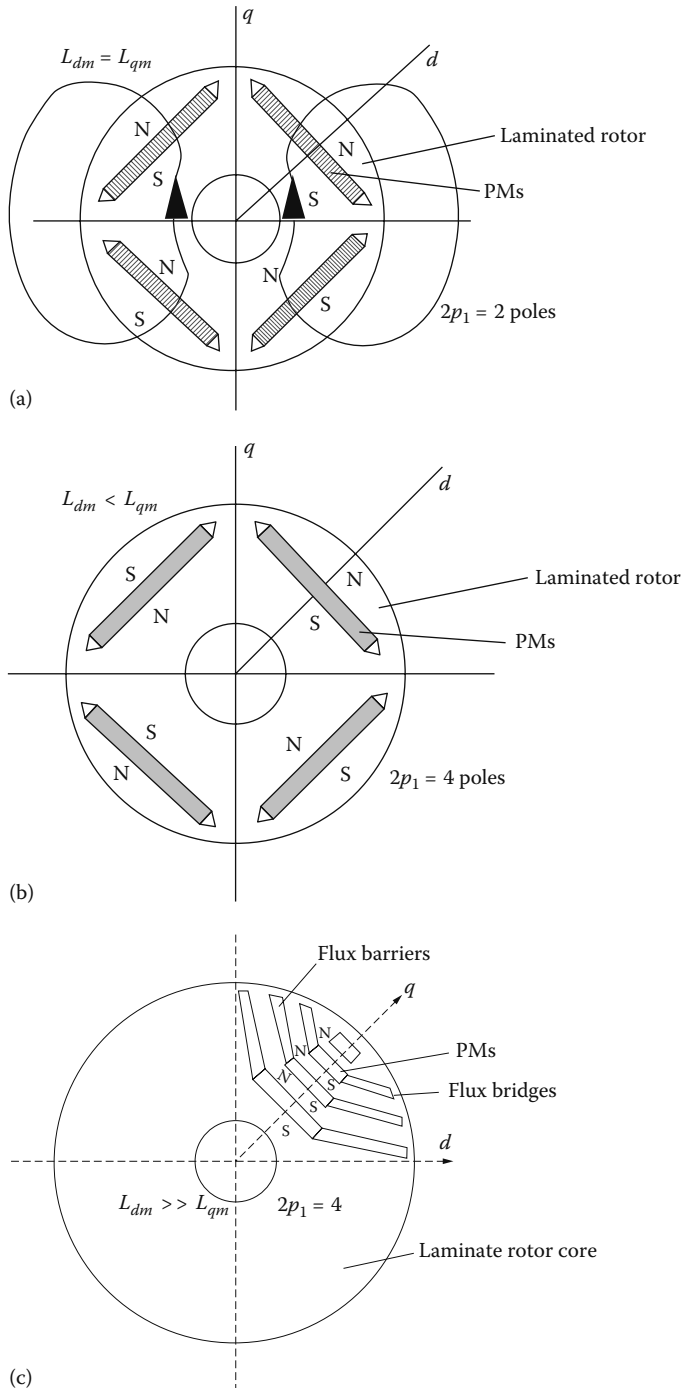 q
L_dm = L_qm
d
N
N
Laminated rotor
PMs
S
S
N
N
S
S
2p_1 = 2 poles
(a)
q
L_dm < L_qm
d
S
N
Laminated rotor
N
S
PMs
S
N
N
S
2p_1 = 4 poles
(b)
Flux barriers
q
N
N
PMs
N
S
Flux bridges
S
S
d
L_dm >> L_qm
2p_1 = 4
Laminate rotor core
(c)